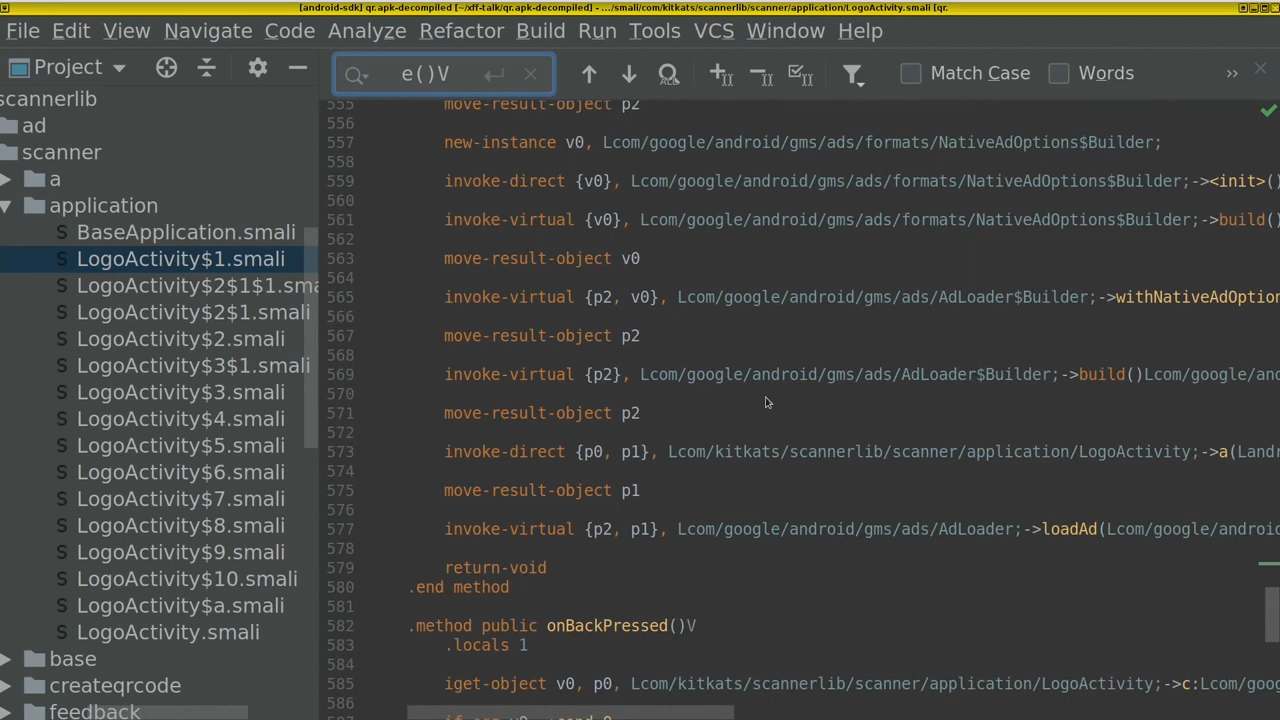 [android-sdk] qr.apk-decompiled [~/xff-talk/qr.apk-decompiled] - .../smali/com/kitkats/scannerlib/scanner/application/LogoActivity.smali [qr.
File Edit View Navigate Code Analyze Refactor Build Run Tools VCS Window Help
Project
e()V
Match Case
Words
scannerlib
ad
scanner
a
application
BaseApplication.smali
LogoActivity$1.smali
LogoActivity$2$1$1.sma
LogoActivity$2$1.smali
LogoActivity$2.smali
LogoActivity$3$1.smali
LogoActivity$3.smali
LogoActivity$4.smali
LogoActivity$5.smali
LogoActivity$6.smali
LogoActivity$7.smali
LogoActivity$8.smali
LogoActivity$9.smali
LogoActivity$10.smali
LogoActivity$a.smali
LogoActivity.smali
base
createqrcode
feedback
555 move-result-object p2
556
557 new-instance v0, Lcom/google/android/gms/ads/formats/NativeAdOptions$Builder;
558
559 invoke-direct {v0}, Lcom/google/android/gms/ads/formats/NativeAdOptions$Builder;-><init>()
560
561 invoke-virtual {v0}, Lcom/google/android/gms/ads/formats/NativeAdOptions$Builder;->build()
562
563 move-result-object v0
564
565 invoke-virtual {p2, v0}, Lcom/google/android/gms/ads/AdLoader$Builder;->withNativeAdOption
566
567 move-result-object p2
568
569 invoke-virtual {p2}, Lcom/google/android/gms/ads/AdLoader$Builder;->build()Lcom/google/and
570
571 move-result-object p2
572
573 invoke-direct {p0, p1}, Lcom/kitkats/scannerlib/scanner/application/LogoActivity;->a(Landr
574
575 move-result-object p1
576
577 invoke-virtual {p2, p1}, Lcom/google/android/gms/ads/AdLoader;->loadAd(Lcom/google/android
578
579 return-void
580 .end method
581
582 .method public onBackPressed()V
583 .locals 1
584
585 iget-object v0, p0, Lcom/kitkats/scannerlib/scanner/application/LogoActivity;->c:Lcom/goog
586